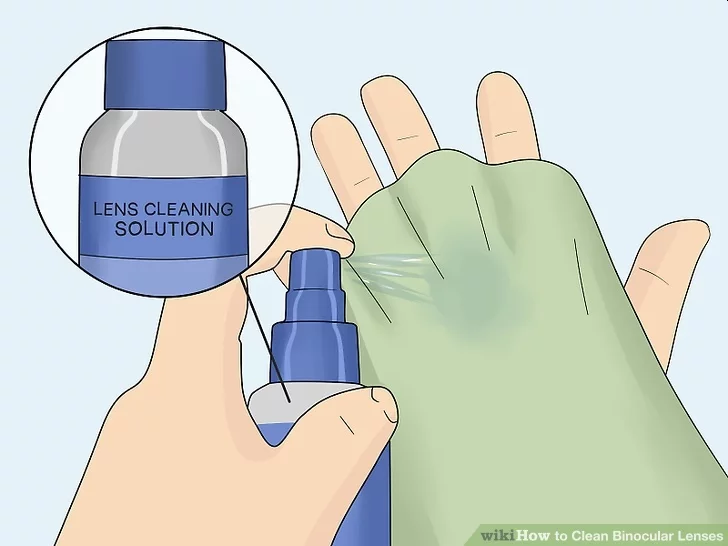 LENS CLEANING
SOLUTION
wikiHow to Clean Binocular Lenses